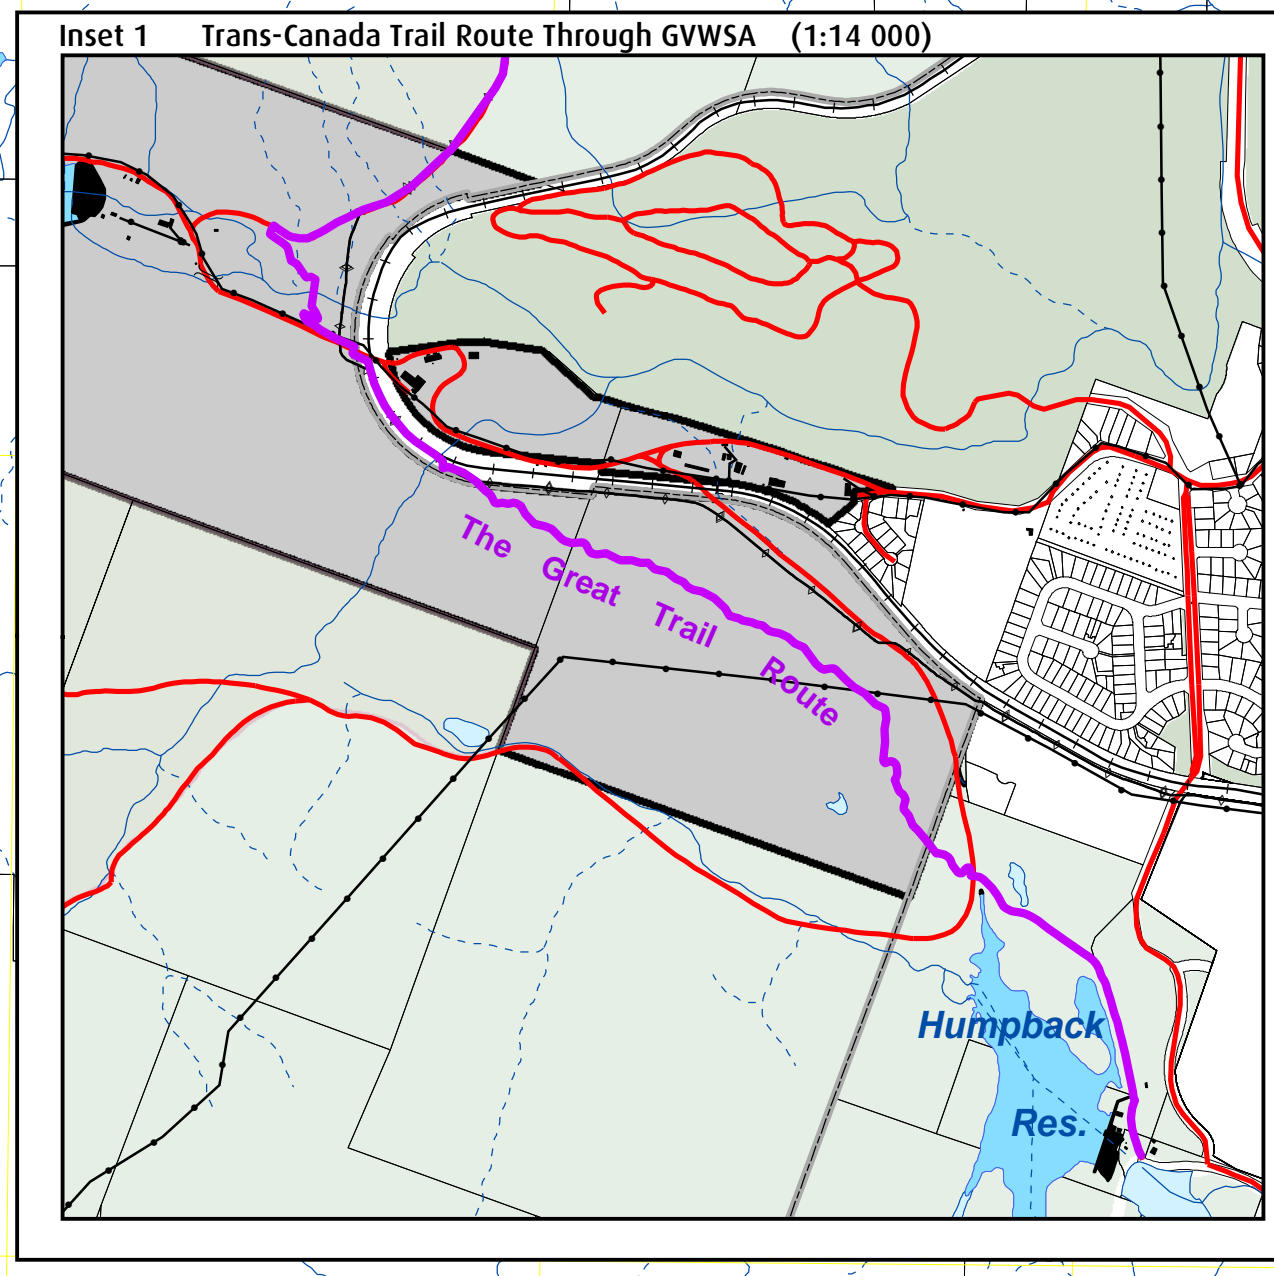 Inset 1 Trans-Canada Trail Route Through GVWSA (1:14 000)
The Great Trail Route
Humpback
Res.